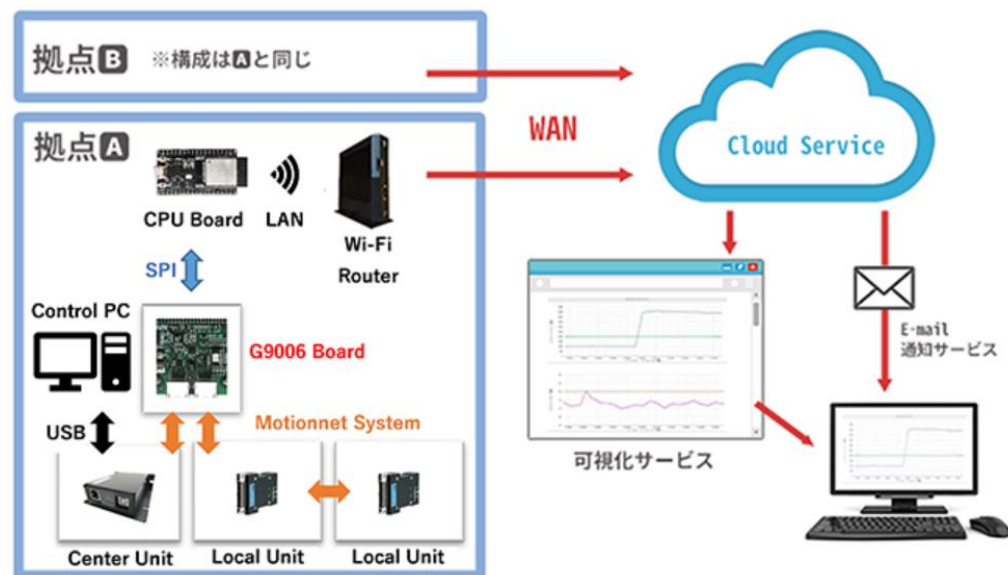 拠点B ※構成はAと同じ
拠点A
CPU Board
LAN
Wi-Fi
Router
SPI
Control PC
G9006 Board
USB
Motionnet System
Center Unit
Local Unit
Local Unit
WAN
Cloud Service
E-mail
通知サービス
可視化サービス